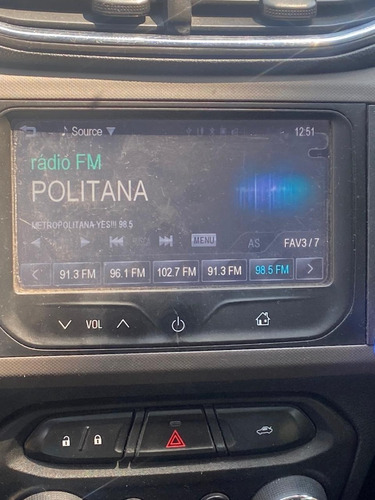 Source 12:51
rádió FM
POLITANA
METROPOLITANA-YES!!! 98.5
MENU AS FAV3 / 7
91.3 FM 96.1 FM 102.7 FM 91.3 FM 98.5 FM
VOL